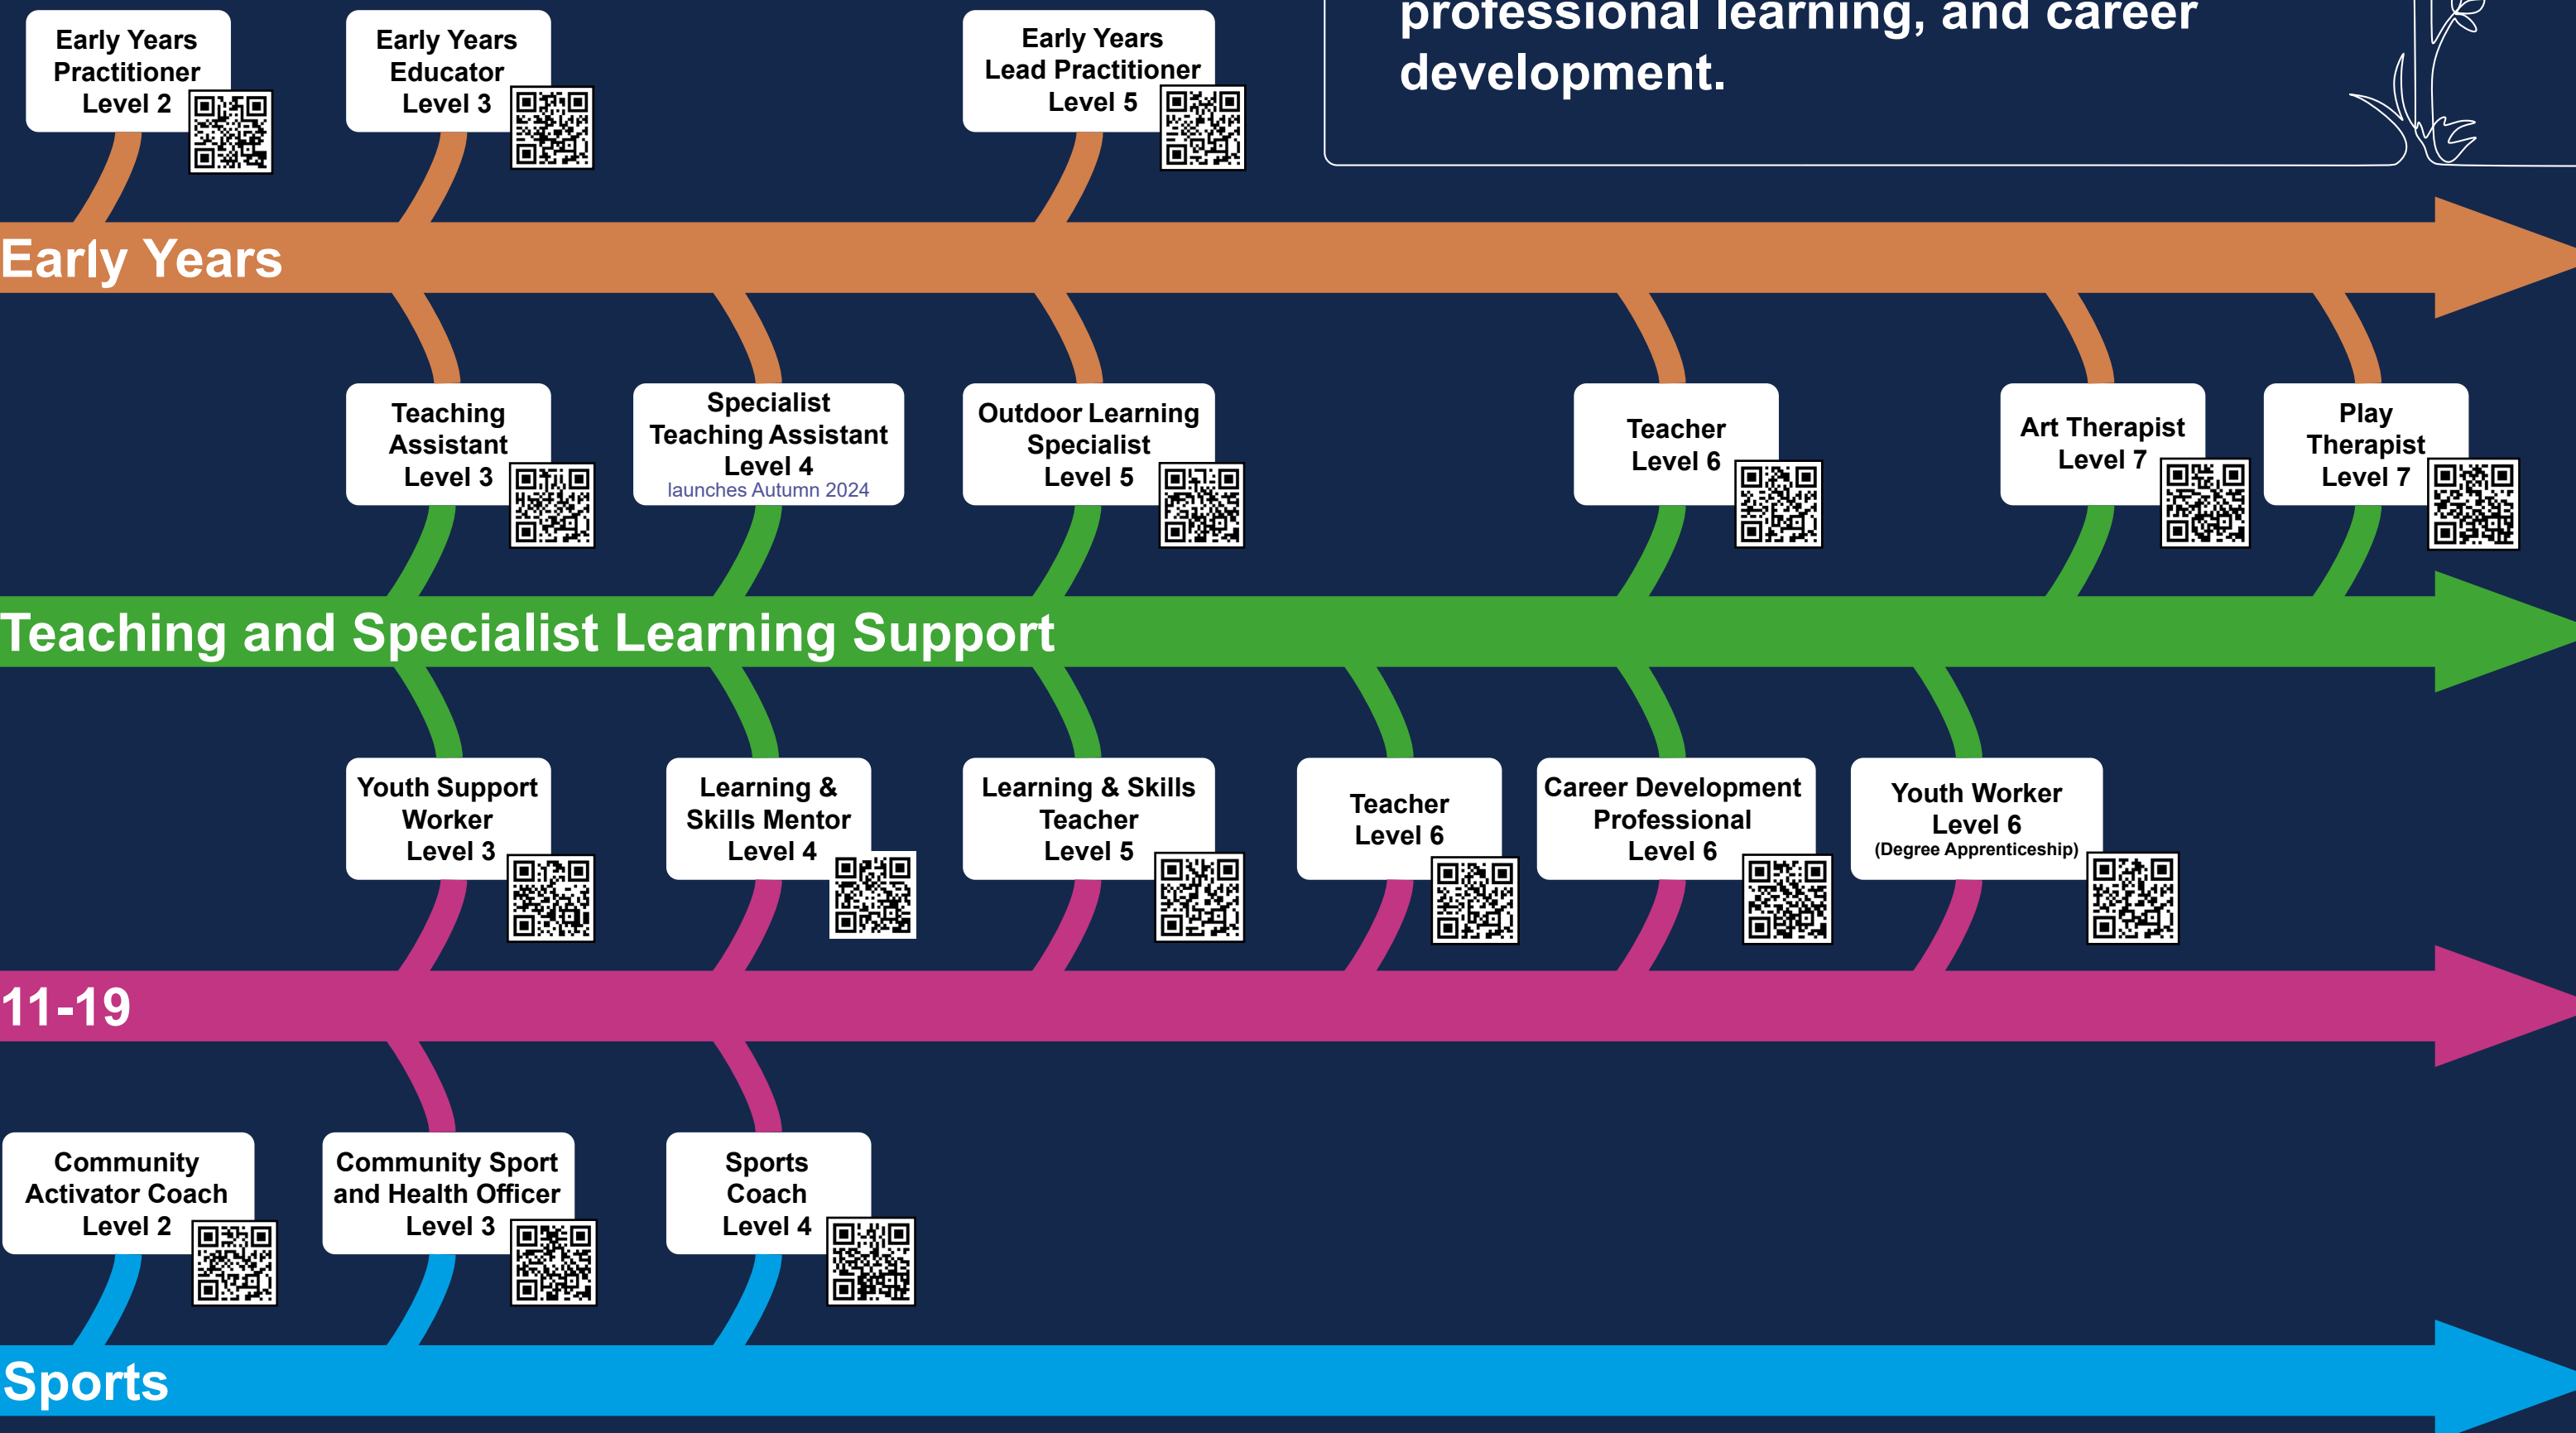 professional learning, and career
development.
Early Years
Practitioner
Level 2
Early Years
Educator
Level 3
Early Years
Lead Practitioner
Level 5
Early Years
Teaching
Assistant
Level 3
Specialist
Teaching Assistant
Level 4
launches Autumn 2024
Outdoor Learning
Specialist
Level 5
Teacher
Level 6
Art Therapist
Level 7
Play
Therapist
Level 7
Teaching and Specialist Learning Support
Youth Support
Worker
Level 3
Learning &
Skills Mentor
Level 4
Learning & Skills
Teacher
Level 5
Teacher
Level 6
Career Development
Professional
Level 6
Youth Worker
Level 6
(Degree Apprenticeship)
11-19
Community
Activator Coach
Level 2
Community Sport
and Health Officer
Level 3
Sports
Coach
Level 4
Sports